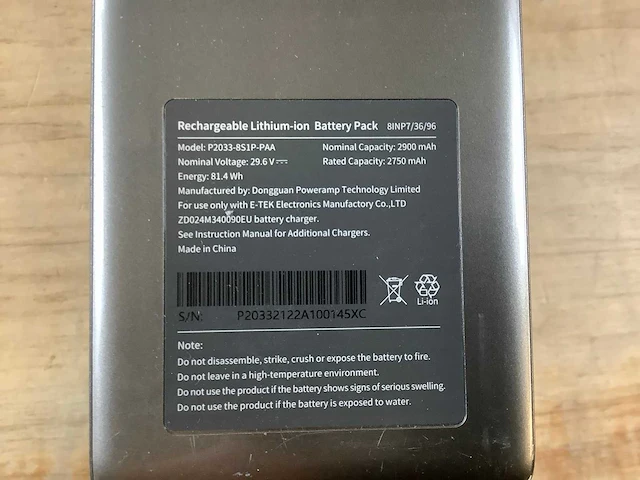 Rechargeable Lithium-ion Battery Pack 8INP7/36/96
Model: P2033-8S1P-PAA Nominal Capacity: 2900 mAh
Nominal Voltage: 29.6 V⎓ Rated Capacity: 2750 mAh
Energy: 81.4 Wh
Manufactured by: Dongguan Poweramp Technology Limited
For use only with E-TEK Electronics Manufactory Co.,LTD
ZD024M340090EU battery charger.
See Instruction Manual for Additional Chargers.
Made in China
Li-ion
S/N: P20332122A100145XC
Note:
Do not disassemble, strike, crush or expose the battery to fire.
Do not leave in a high-temperature environment.
Do not use the product if the battery shows signs of serious swelling.
Do not use the product if the battery is exposed to water.